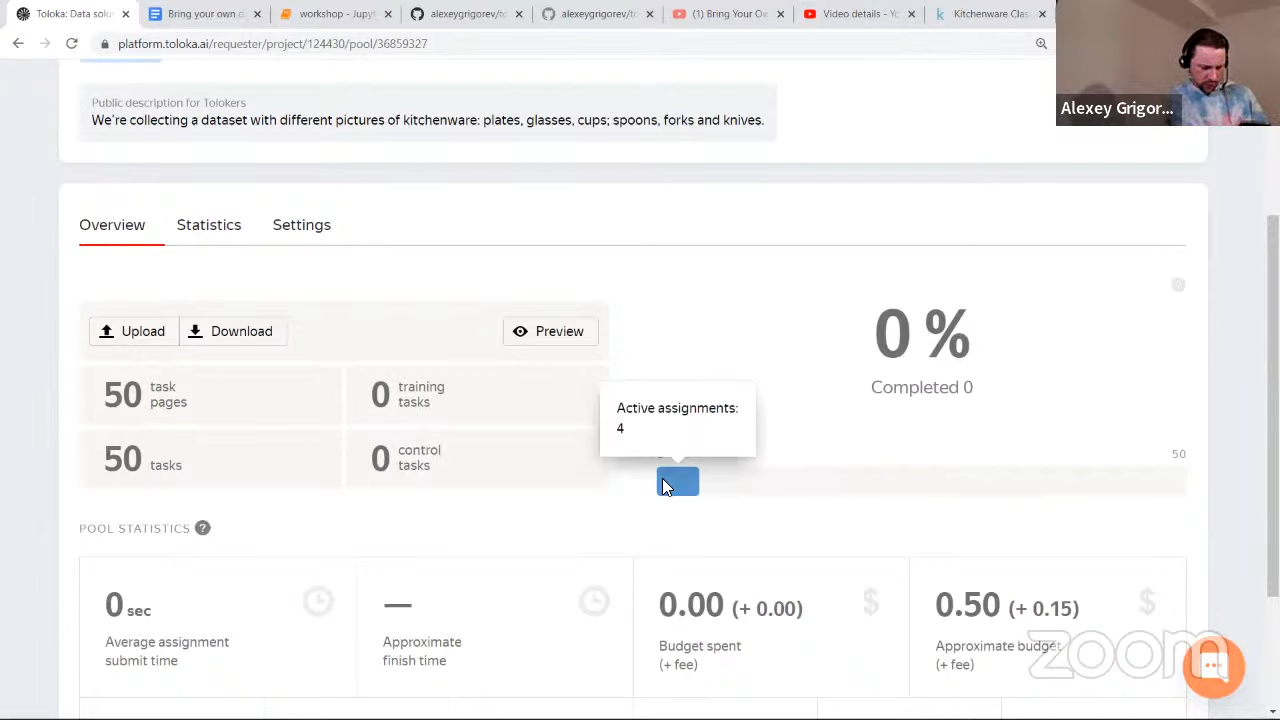 Toloka: Data solu
Bring your own c
workshop - Jupyt
alexeygrigorev/to
alexeygrigorev/to
(1) Bring Your Ow
Video details - Yo
Kitchenware Clas
platform.toloka.ai/requester/project/124430/pool/36859327
Alexey Grigor...
Public description for Tolokers
We're collecting a dataset with different pictures of kitchenware: plates, glasses, cups; spoons, forks and knives.
Overview
Statistics
Settings
Upload
Download
Preview
0 %
Completed 0
50 task pages
0 training tasks
50 tasks
0 control tasks
Active assignments:
4
50
POOL STATISTICS ?
0 sec
Average assignment submit time
—
Approximate finish time
0.00 (+ 0.00)
Budget spent (+ fee)
0.50 (+ 0.15)
Approximate budget (+ fee)
zoom